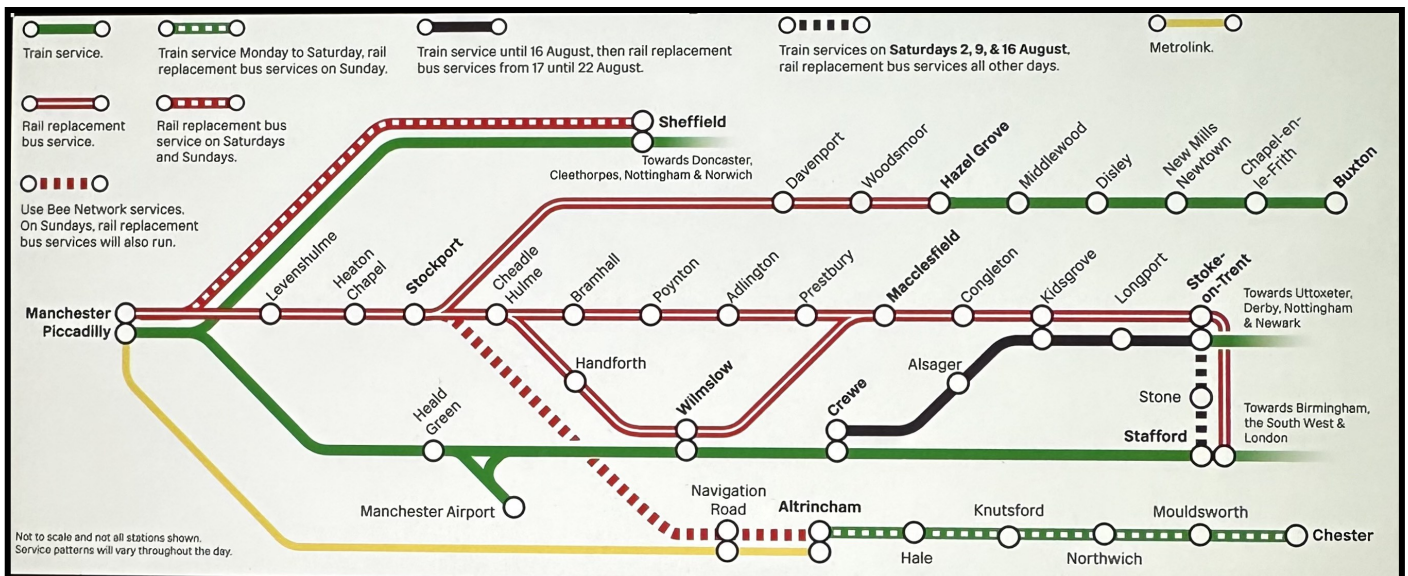 Train service.
Train service Monday to Saturday, rail
replacement bus services on Sunday.
Train service until 16 August, then rail replacement
bus services from 17 until 22 August.
Train services on Saturdays 2, 9, & 16 August,
rail replacement bus services all other days.
Metrolink.
Rail replacement
bus service.
Rail replacement bus
service on Saturdays
and Sundays.
Use Bee Network services.
On Sundays, rail replacement
bus services will also run.
Sheffield
Towards Doncaster,
Cleethorpes, Nottingham & Norwich
Davenport
Woodsmoor
Hazel Grove
Middlewood
Disley
New Mills
Newtown
Chapel-en-
le-Frith
Buxton
Manchester
Piccadilly
Levenshulme
Heaton
Chapel
Stockport
Cheadle
Hulme
Bramhall
Poynton
Adlington
Prestbury
Macclesfield
Congleton
Kidsgrove
Longport
Stoke-
on-Trent
Towards Uttoxeter,
Derby, Nottingham
& Newark
Handforth
Wilmslow
Alsager
Crewe
Stone
Stafford
Towards Birmingham,
the South West &
London
Heald
Green
Manchester Airport
Navigation
Road
Altrincham
Hale
Knutsford
Northwich
Mouldsworth
Chester
Not to scale and not all stations shown.
Service patterns will vary throughout the day.